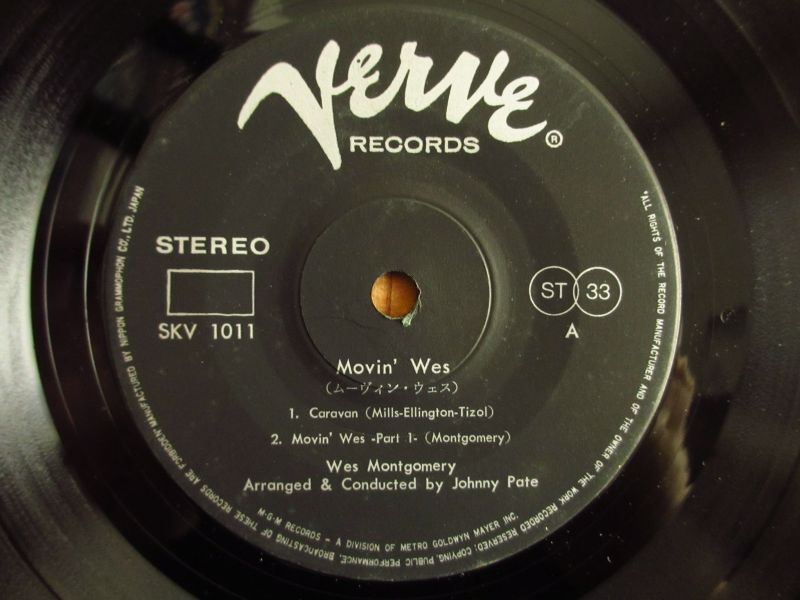 Verve
RECORDS ®
STEREO
SKV 1011
ST 33
A
Movin' Wes
(ムーヴィン・ウェス)
1. Caravan (Mills-Ellington-Tizol)
2. Movin' Wes -Part 1- (Montgomery)
Wes Montgomery
Arranged & Conducted by Johnny Pate
M-G-M RECORDS – A DIVISION OF METRO GOLDWYN MAYER INC.
"ALL RIGHTS OF THE RECORD MANUFACTURER AND OF THE OWNER OF THE WORK RECORDED RESERVED; COPYING, PUBLIC PERFORMANCE, BROADCASTING OF THESE RECORDS ARE FORBIDDEN" MANUFACTURED BY NIPPON GRAMMOPHON CO., LTD. JAPAN